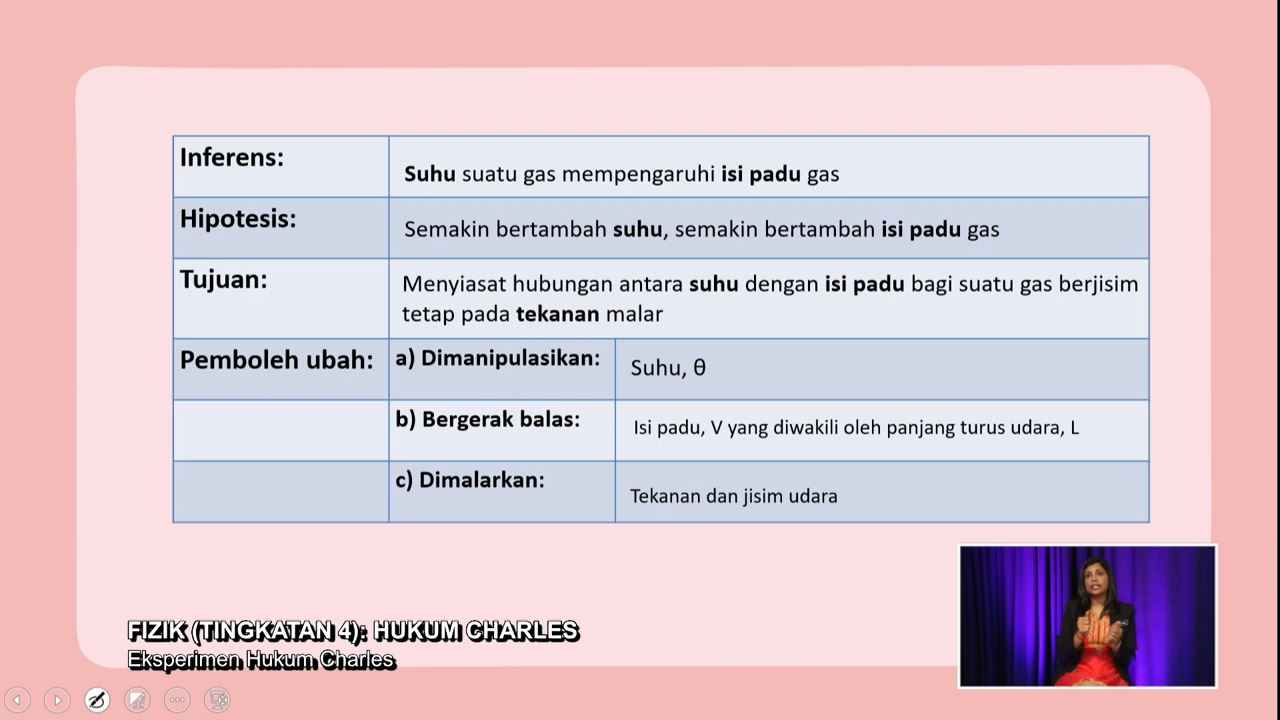 Inferens:
Suhu suatu gas mempengaruhi isi padu gas
Hipotesis:
Semakin bertambah suhu, semakin bertambah isi padu gas
Tujuan:
Menyiasat hubungan antara suhu dengan isi padu bagi suatu gas berjisim
tetap pada tekanan malar
Pemboleh ubah:
a) Dimanipulasikan:
Suhu, θ
b) Bergerak balas:
Isi padu, V yang diwakili oleh panjang turus udara, L
c) Dimalarkan:
Tekanan dan jisim udara
FIZIK (TINGKATAN 4): HUKUM CHARLES
Eksperimen Hukum Charles